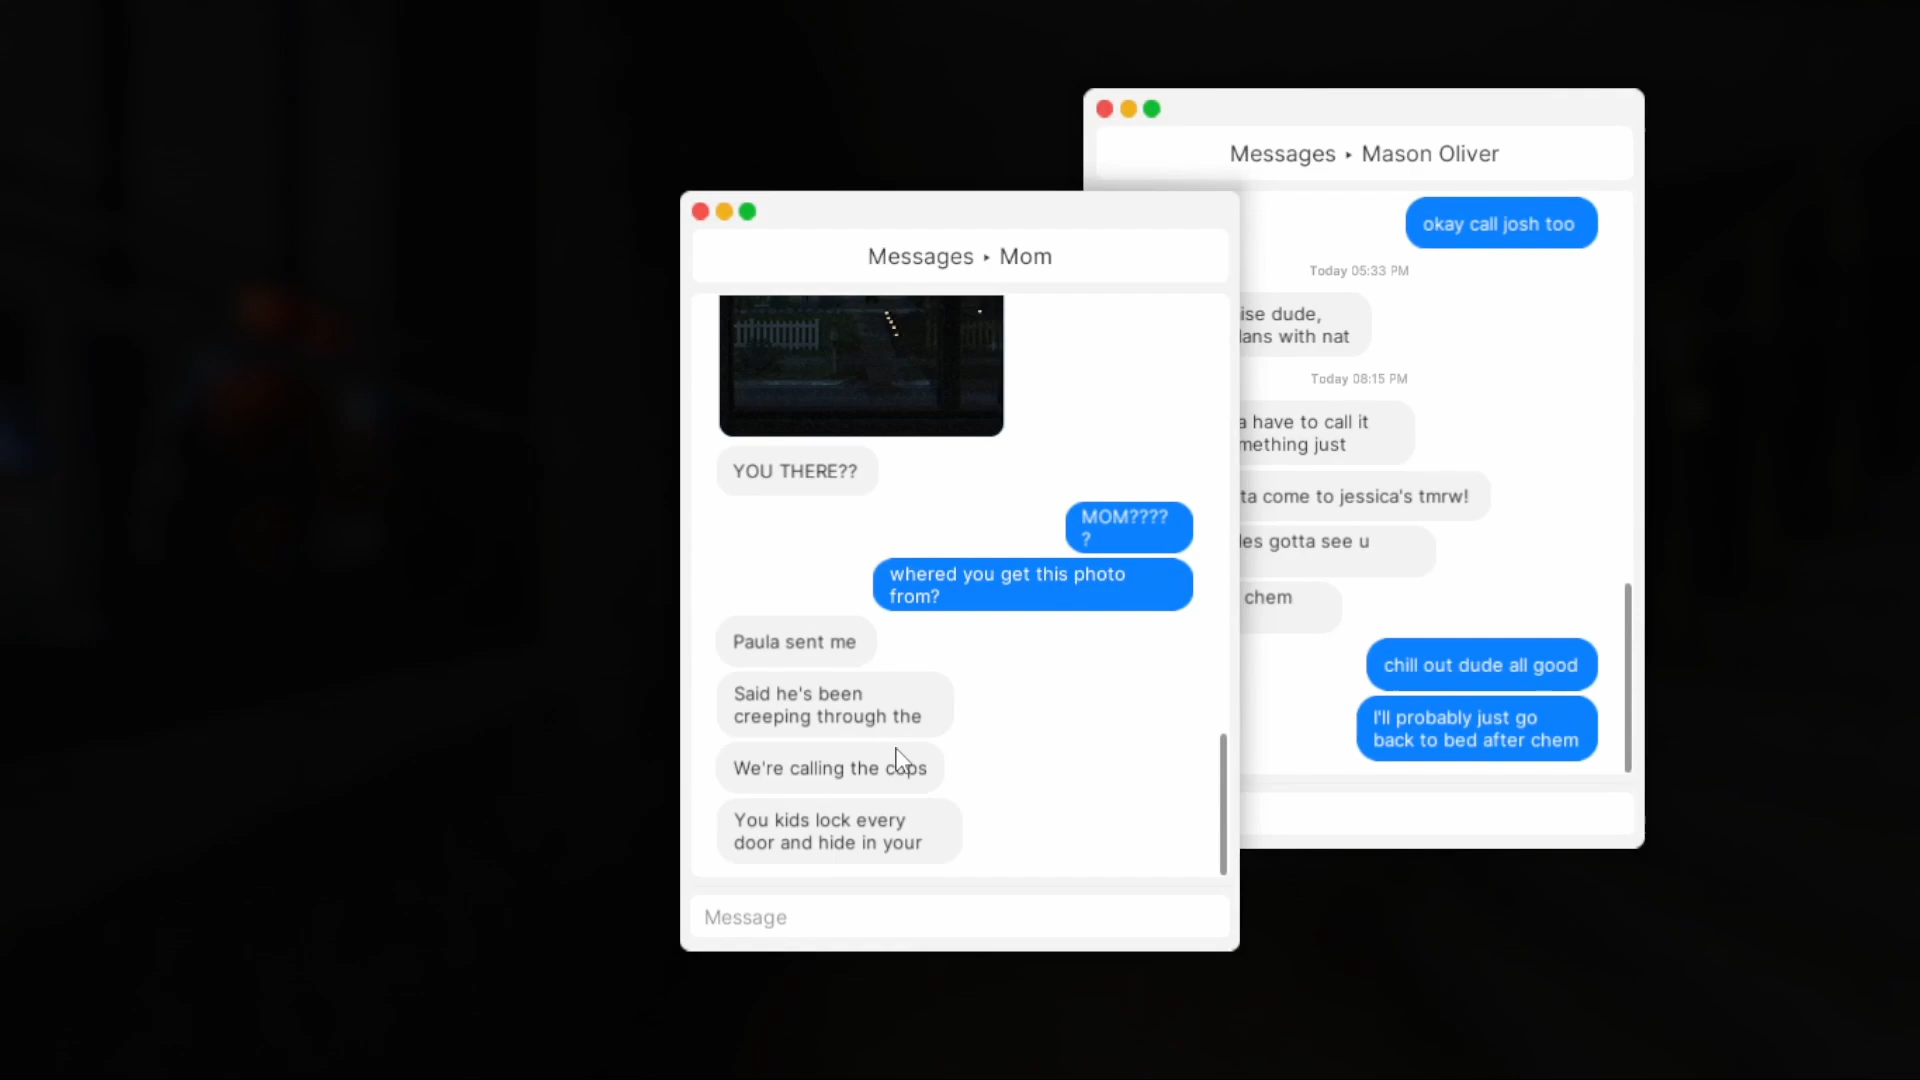 Messages ▸ Mason Oliver
okay call josh too
Today 05:33 PM
ise dude,
lans with nat
Today 08:15 PM
a have to call it
mething just
ta come to jessica's tmrw!
les gotta see u
chem
chill out dude all good
I'll probably just go
back to bed after chem
Messages ▸ Mom
YOU THERE??
MOM????
?
whered you get this photo
from?
Paula sent me
Said he's been
creeping through the
We're calling the cops
You kids lock every
door and hide in your
Message